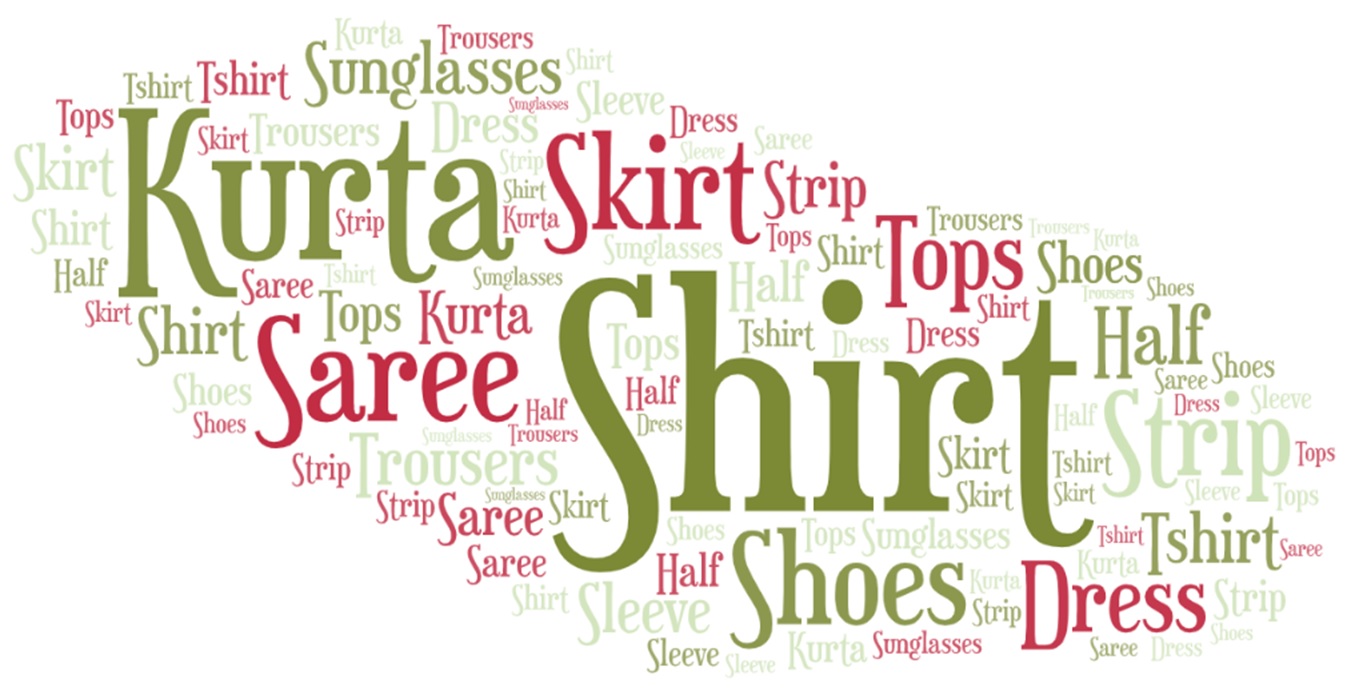 Kurta Trousers
Sunglasses Shirt
Tshirt Tshirt Sunglasses Sleeve
Tops Kurta Skirt Trousers Dress Skirt Dress Saree
Skirt Strip Sleeve Strip
Shirt Strip Shirt Kurta Tops Trousers Trousers Kurta
Half Saree Tshirt Sunglasses Sunglasses Half Shirt Tops Shoes Shoes
Skirt Shirt Tops Kurta Shirt Tshirt Dress Dress Shirt Trousers Half
Saree Tops Saree Shoes
Shoes Half Half Dress Sleeve
Shoes Half Dress Half Strip
Trousers Sunglasses Trousers Skirt Tshirt Tops
Strip Sunglasses Skirt Skirt Skirt Sleeve Tops
Strip Saree Shoes Tops Sunglasses Tshirt Tshirt Saree
Saree Half Shoes Kurta Kurta
Shirt Sleeve Strip Dress Strip
Sleeve Sleeve Kurta Sunglasses Saree Dress Shoes